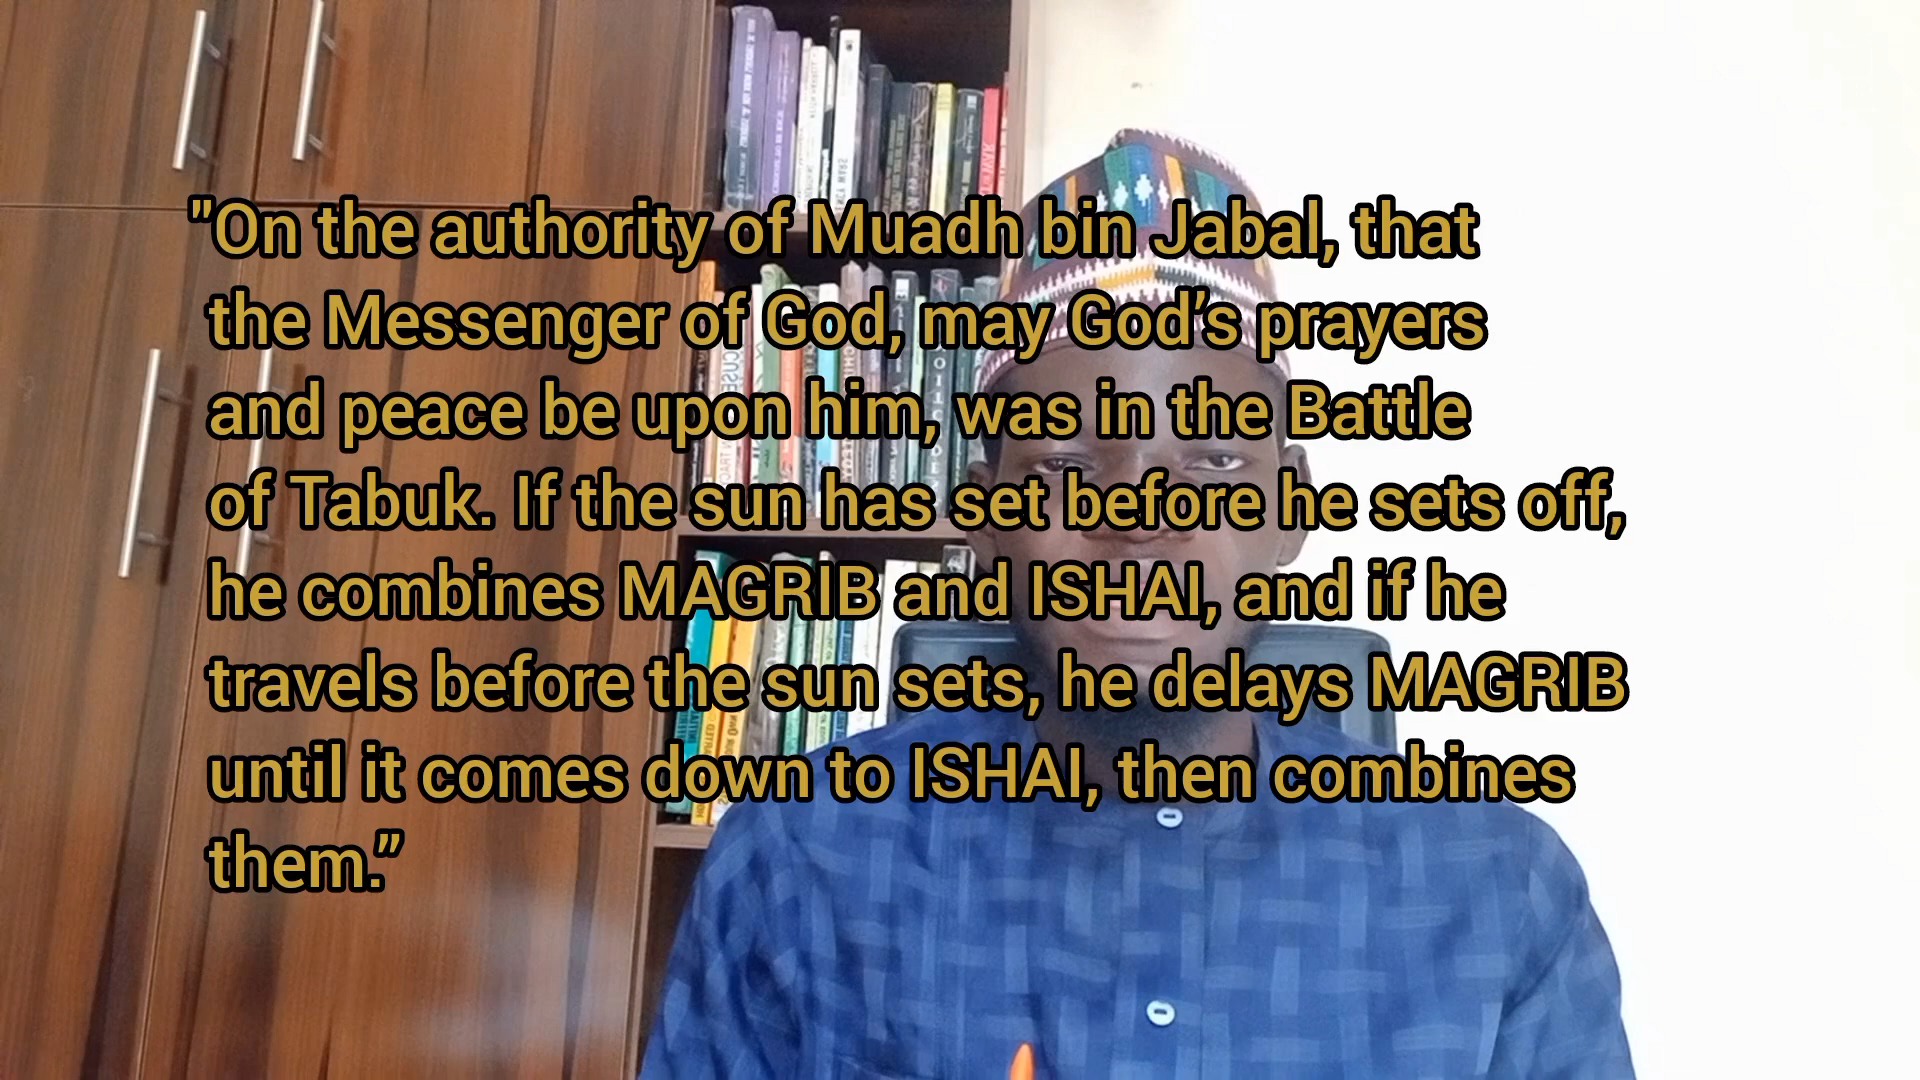 "On the authority of Muadh bin Jabal, that
the Messenger of God, may God’s prayers
and peace be upon him, was in the Battle
of Tabuk. If the sun has set before he sets off,
he combines MAGRIB and ISHAI, and if he
travels before the sun sets, he delays MAGRIB
until it comes down to ISHAI, then combines
them.”